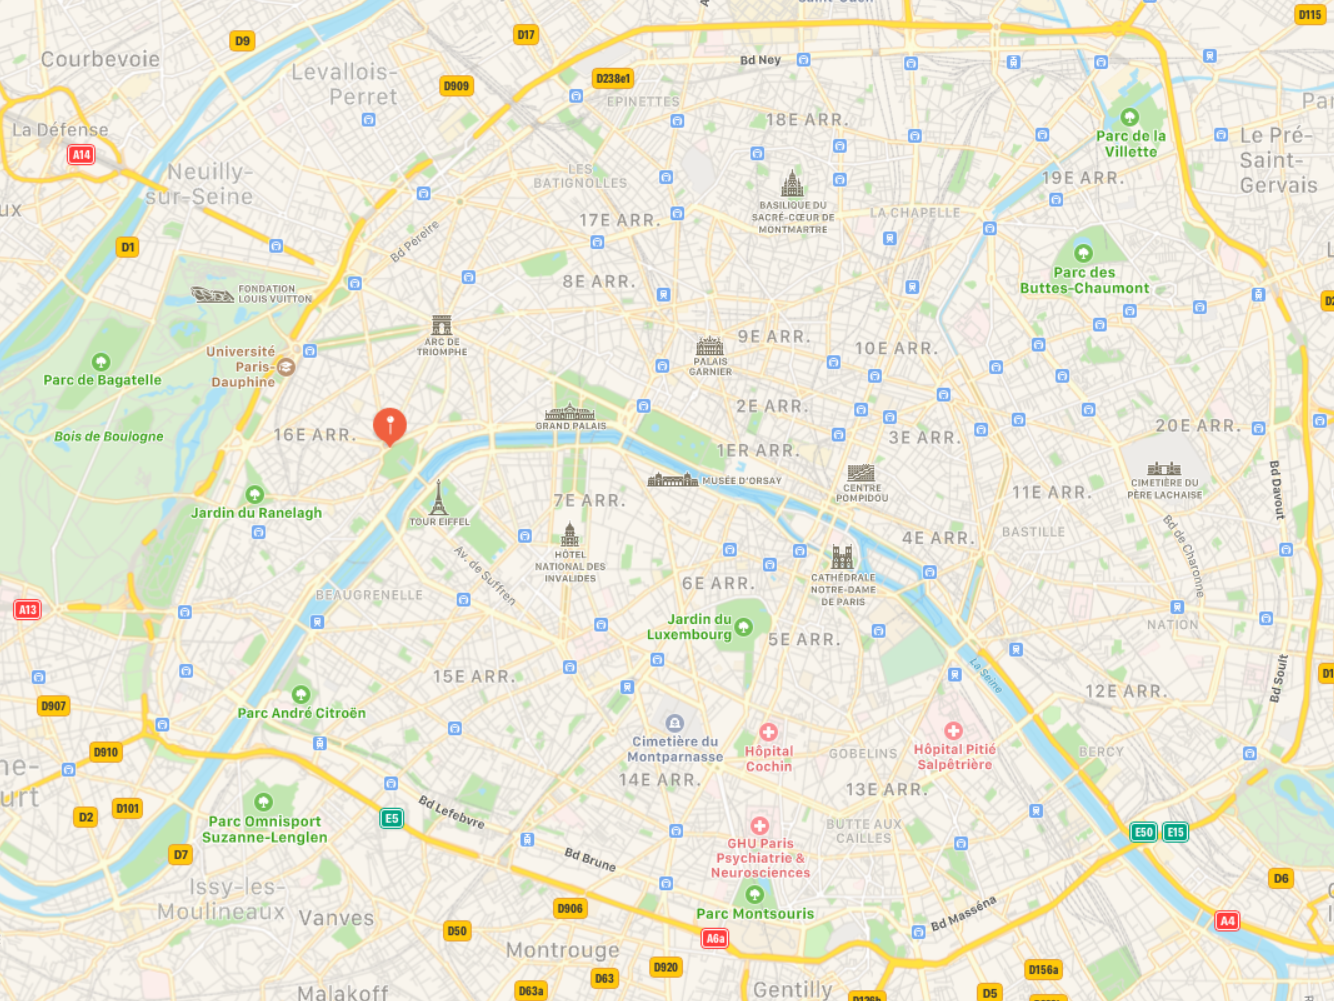 Saint-Ouen
D115
D17
D9
Courbevoie
Bd Ney
Levallois-
Perret
D909
D238e1
EPINETTES
18E ARR.
La Défense
A14
Parc de la
Villette
Le Pré-
Saint-
Gervais
Neuilly-
sur-Seine
LES
BATIGNOLLES
19E ARR.
BASILIQUE DU
SACRÉ-CŒUR DE
MONTMARTRE
LA CHAPELLE
17E ARR.
D1
Bd Pereire
Parc des
Buttes-Chaumont
8E ARR.
FONDATION
LOUIS VUITTON
ARC DE
TRIOMPHE
9E ARR.
10E ARR.
PALAIS
GARNIER
Université
Paris-
Dauphine
Parc de Bagatelle
2E ARR.
GRAND PALAIS
Bois de Boulogne
16E ARR.
3E ARR.
20E ARR.
1ER ARR.
MUSÉE D'ORSAY
CENTRE
POMPIDOU
CIMETIÈRE DU
PÈRE LACHAISE
Bd Davout
7E ARR.
11E ARR.
Jardin du Ranelagh
TOUR EIFFEL
BASTILLE
4E ARR.
Bd de Charonne
HÔTEL
NATIONAL DES
INVALIDES
Av. de Suffren
CATHÉDRALE
NOTRE-DAME
DE PARIS
6E ARR.
BEAUGRENELLE
A13
Jardin du
Luxembourg
5E ARR.
NATION
La Seine
15E ARR.
12E ARR.
Bd Soult
D907
Parc André Citroën
Cimetière du
Montparnasse
Hôpital
Cochin
GOBELINS
Hôpital Pitié
Salpêtrière
BERCY
D910
14E ARR.
13E ARR.
D2
D101
Parc Omnisport
Suzanne-Lenglen
E5
Bd Lefebvre
BUTTE AUX
CAILLES
E50
E15
D7
GHU Paris
Psychiatrie &
Neurosciences
Bd Brune
D6
Issy-les-
Moulineaux
Vanves
D906
Parc Montsouris
Bd Masséna
A4
D50
A6a
Montrouge
D920
D63
D156a
Malakoff
D63a
Gentilly
D5